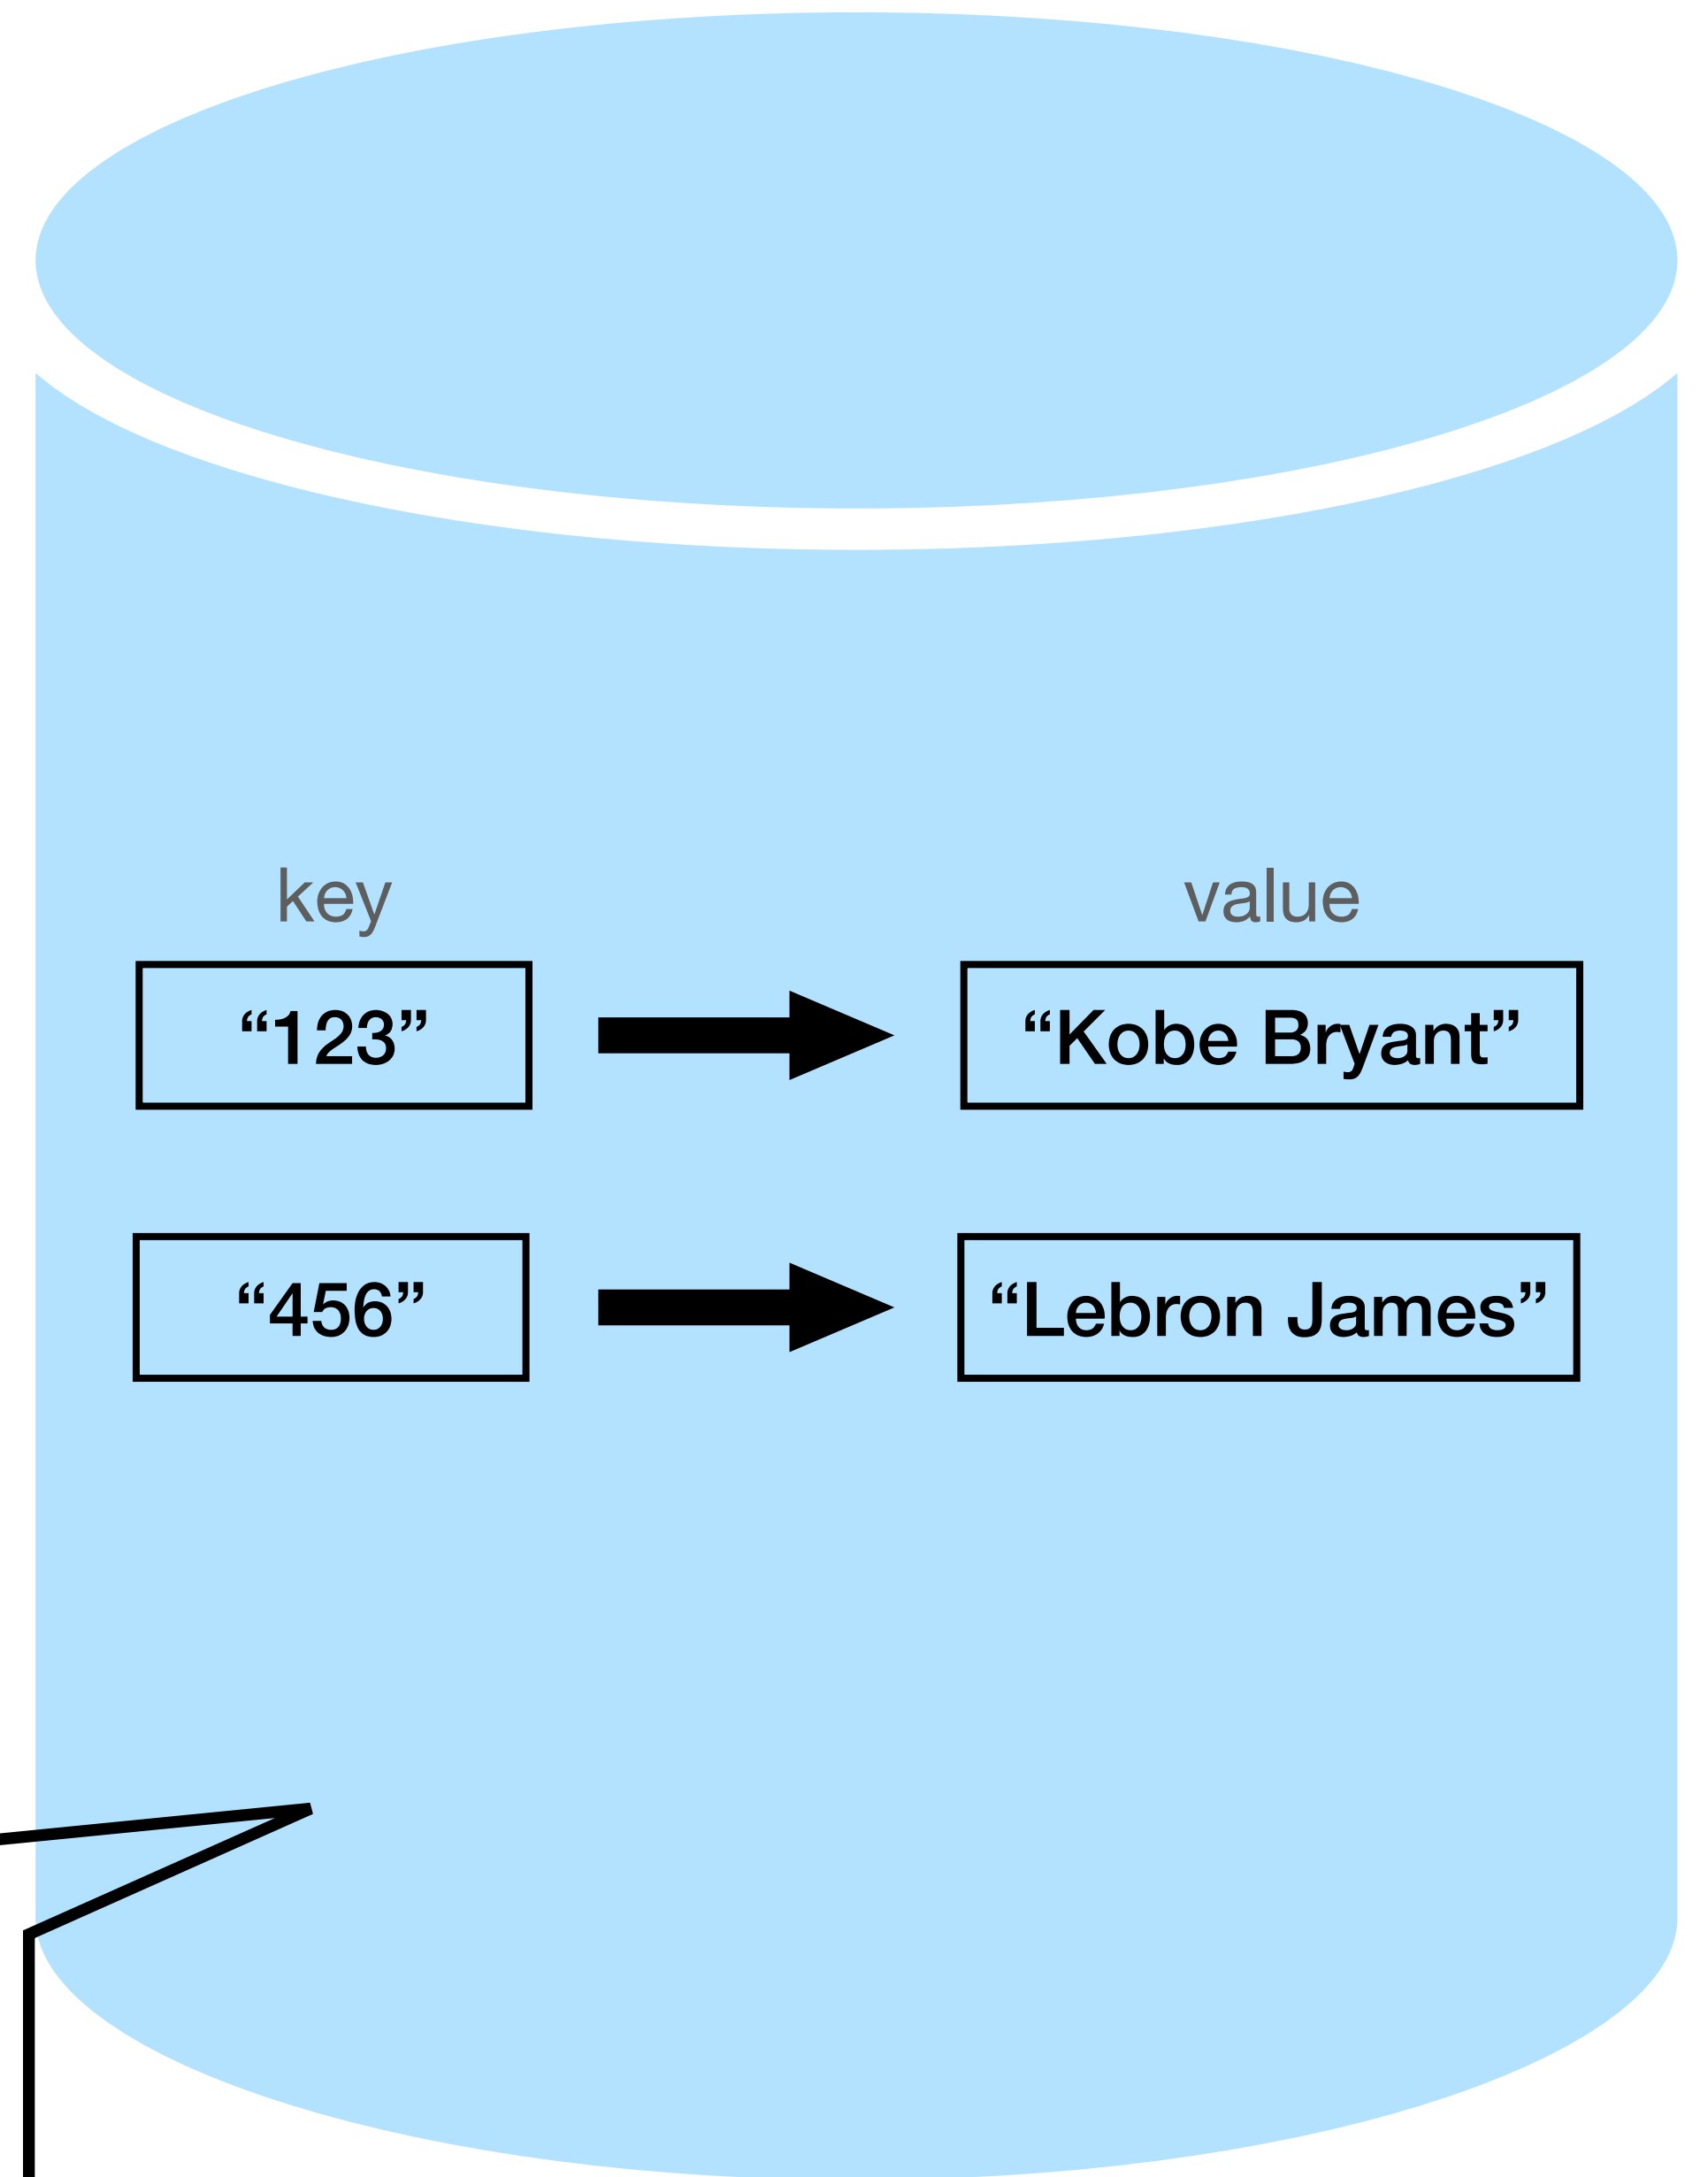 key value
“123” “Kobe Bryant”
“456” “Lebron James”